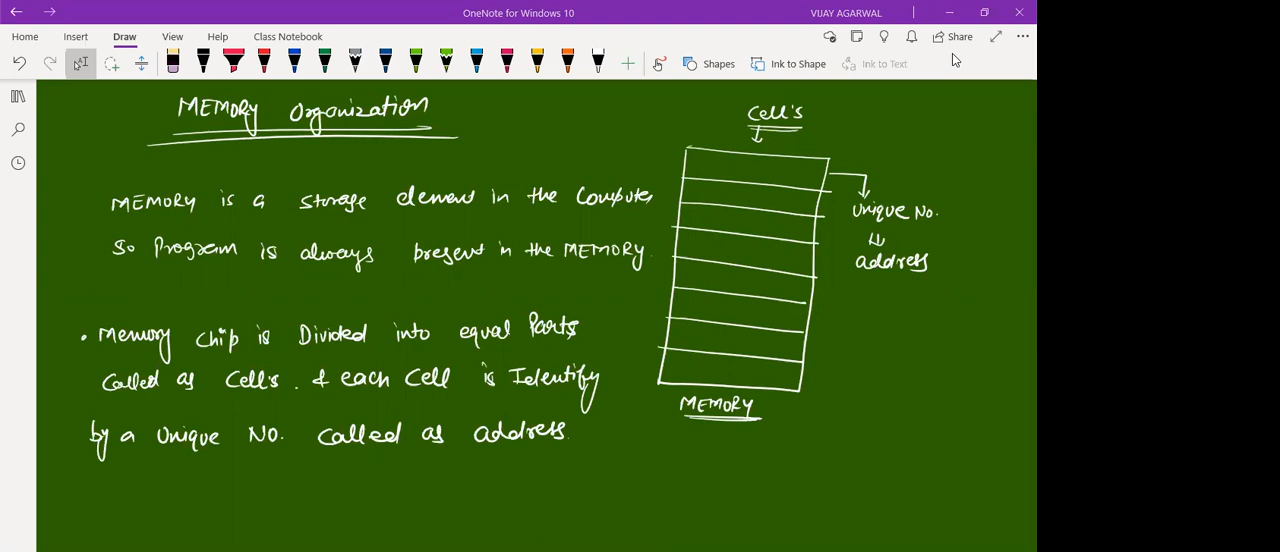 OneNote for Windows 10
VIJAY AGARWAL
Home Insert Draw View Help Class Notebook
Share
Shapes Ink to Shape Ink to Text
MEMORY Organization
MEMORY is a storage element in the Computer
So Program is always present in the MEMORY.
• Memory chip is Divided into equal Parts
Called as Cell's. & each Cell is Identify
by a Unique No. Called as address.
Cell's
Unique No.
address
MEMORY